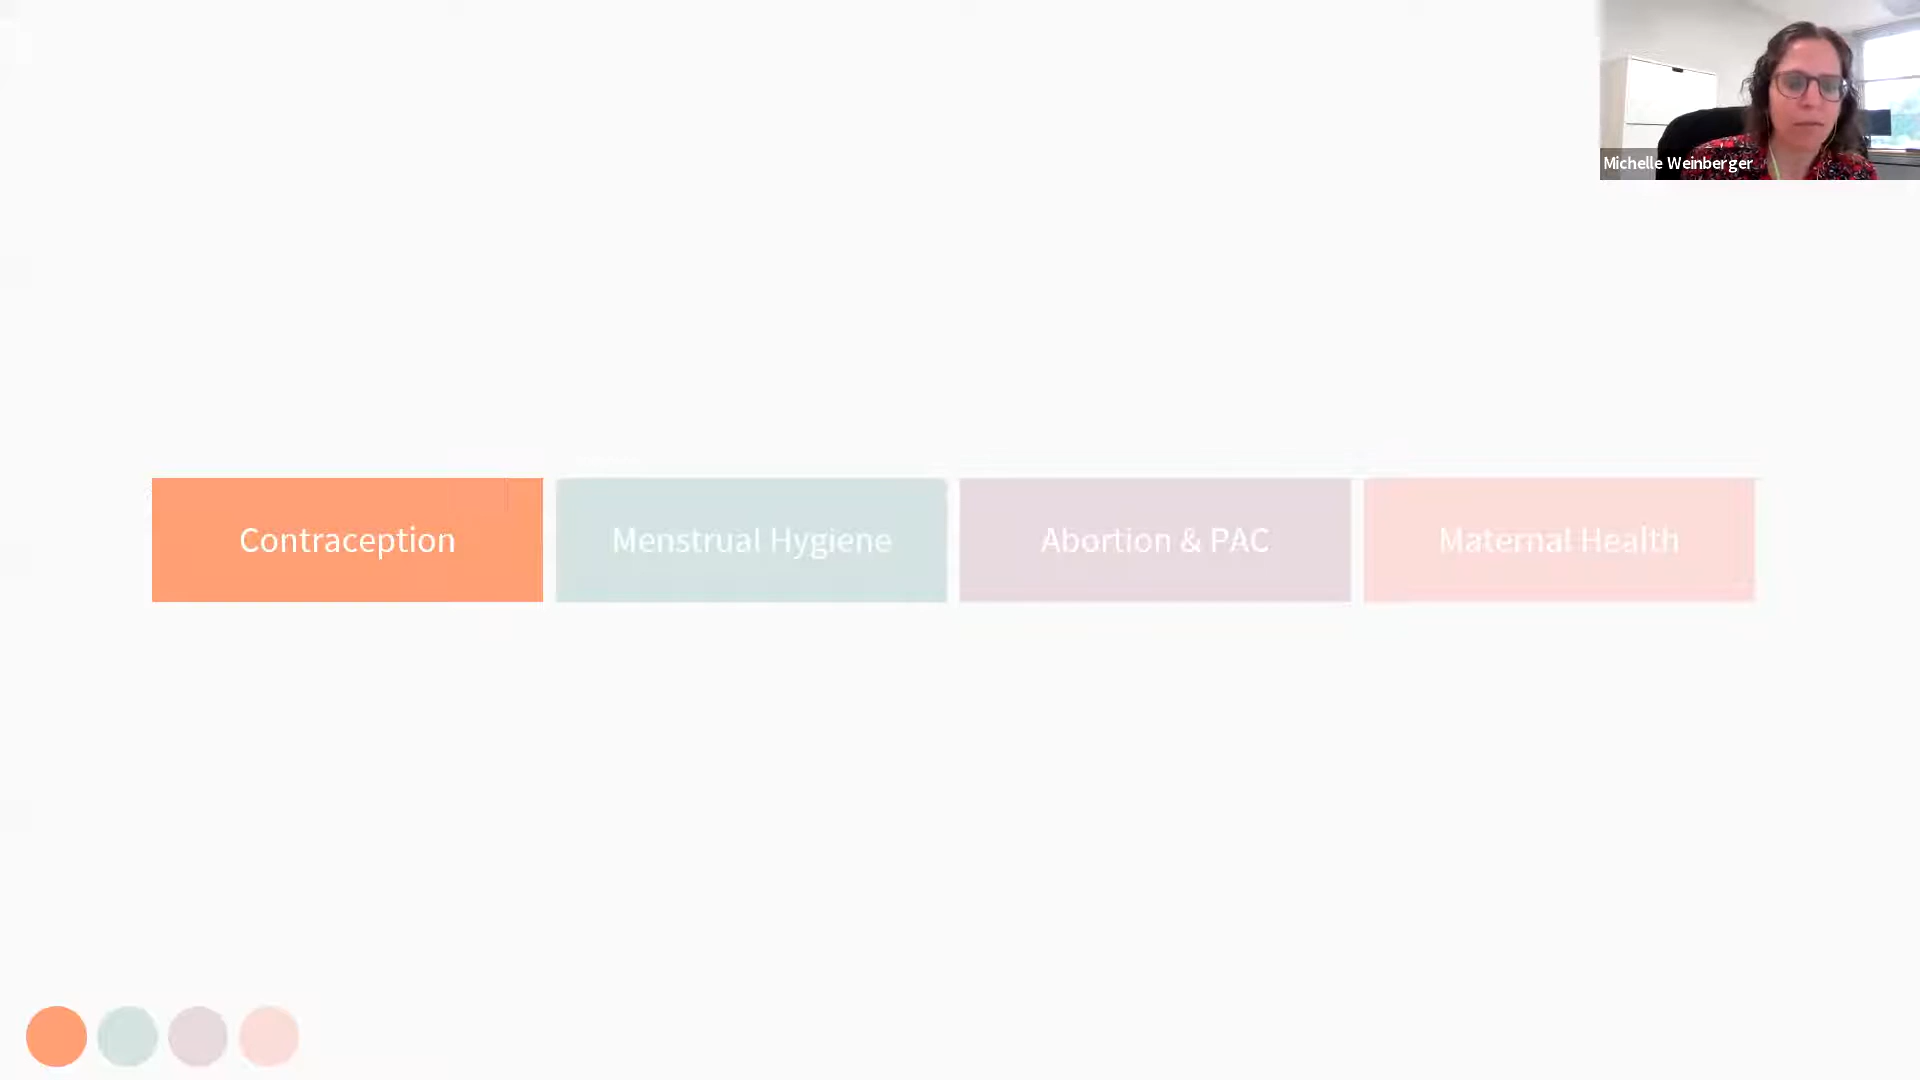 Michelle Weinberger
Contraception
Menstrual Hygiene
Abortion & PAC
Maternal Health